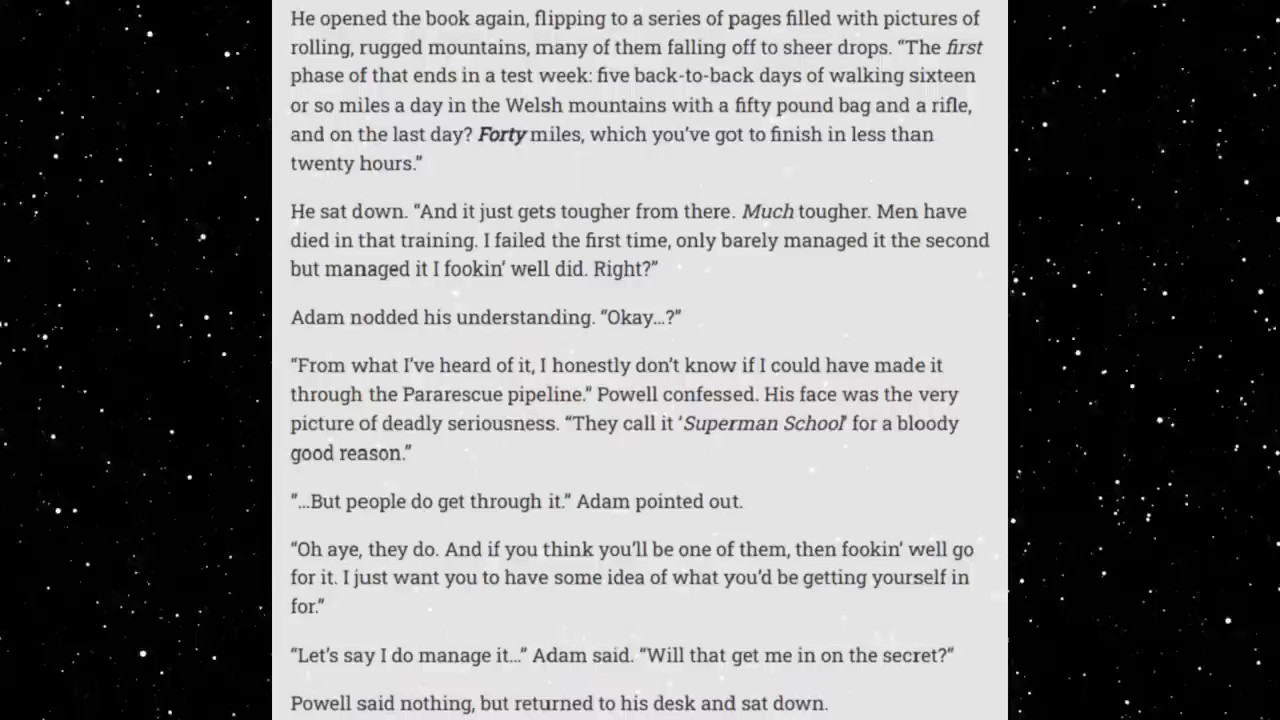 He opened the book again, flipping to a series of pages filled with pictures of
rolling, rugged mountains, many of them falling off to sheer drops. “The first
phase of that ends in a test week: five back-to-back days of walking sixteen
or so miles a day in the Welsh mountains with a fifty pound bag and a rifle,
and on the last day? Forty miles, which you’ve got to finish in less than
twenty hours.”
He sat down. “And it just gets tougher from there. Much tougher. Men have
died in that training. I failed the first time, only barely managed it the second
but managed it I fookin’ well did. Right?”
Adam nodded his understanding. “Okay…?”
“From what I’ve heard of it, I honestly don’t know if I could have made it
through the Pararescue pipeline.” Powell confessed. His face was the very
picture of deadly seriousness. “They call it ‘Superman School’ for a bloody
good reason.”
“…But people do get through it.” Adam pointed out.
“Oh aye, they do. And if you think you’ll be one of them, then fookin’ well go
for it. I just want you to have some idea of what you’d be getting yourself in
for.”
“Let’s say I do manage it…” Adam said. “Will that get me in on the secret?”
Powell said nothing, but returned to his desk and sat down.